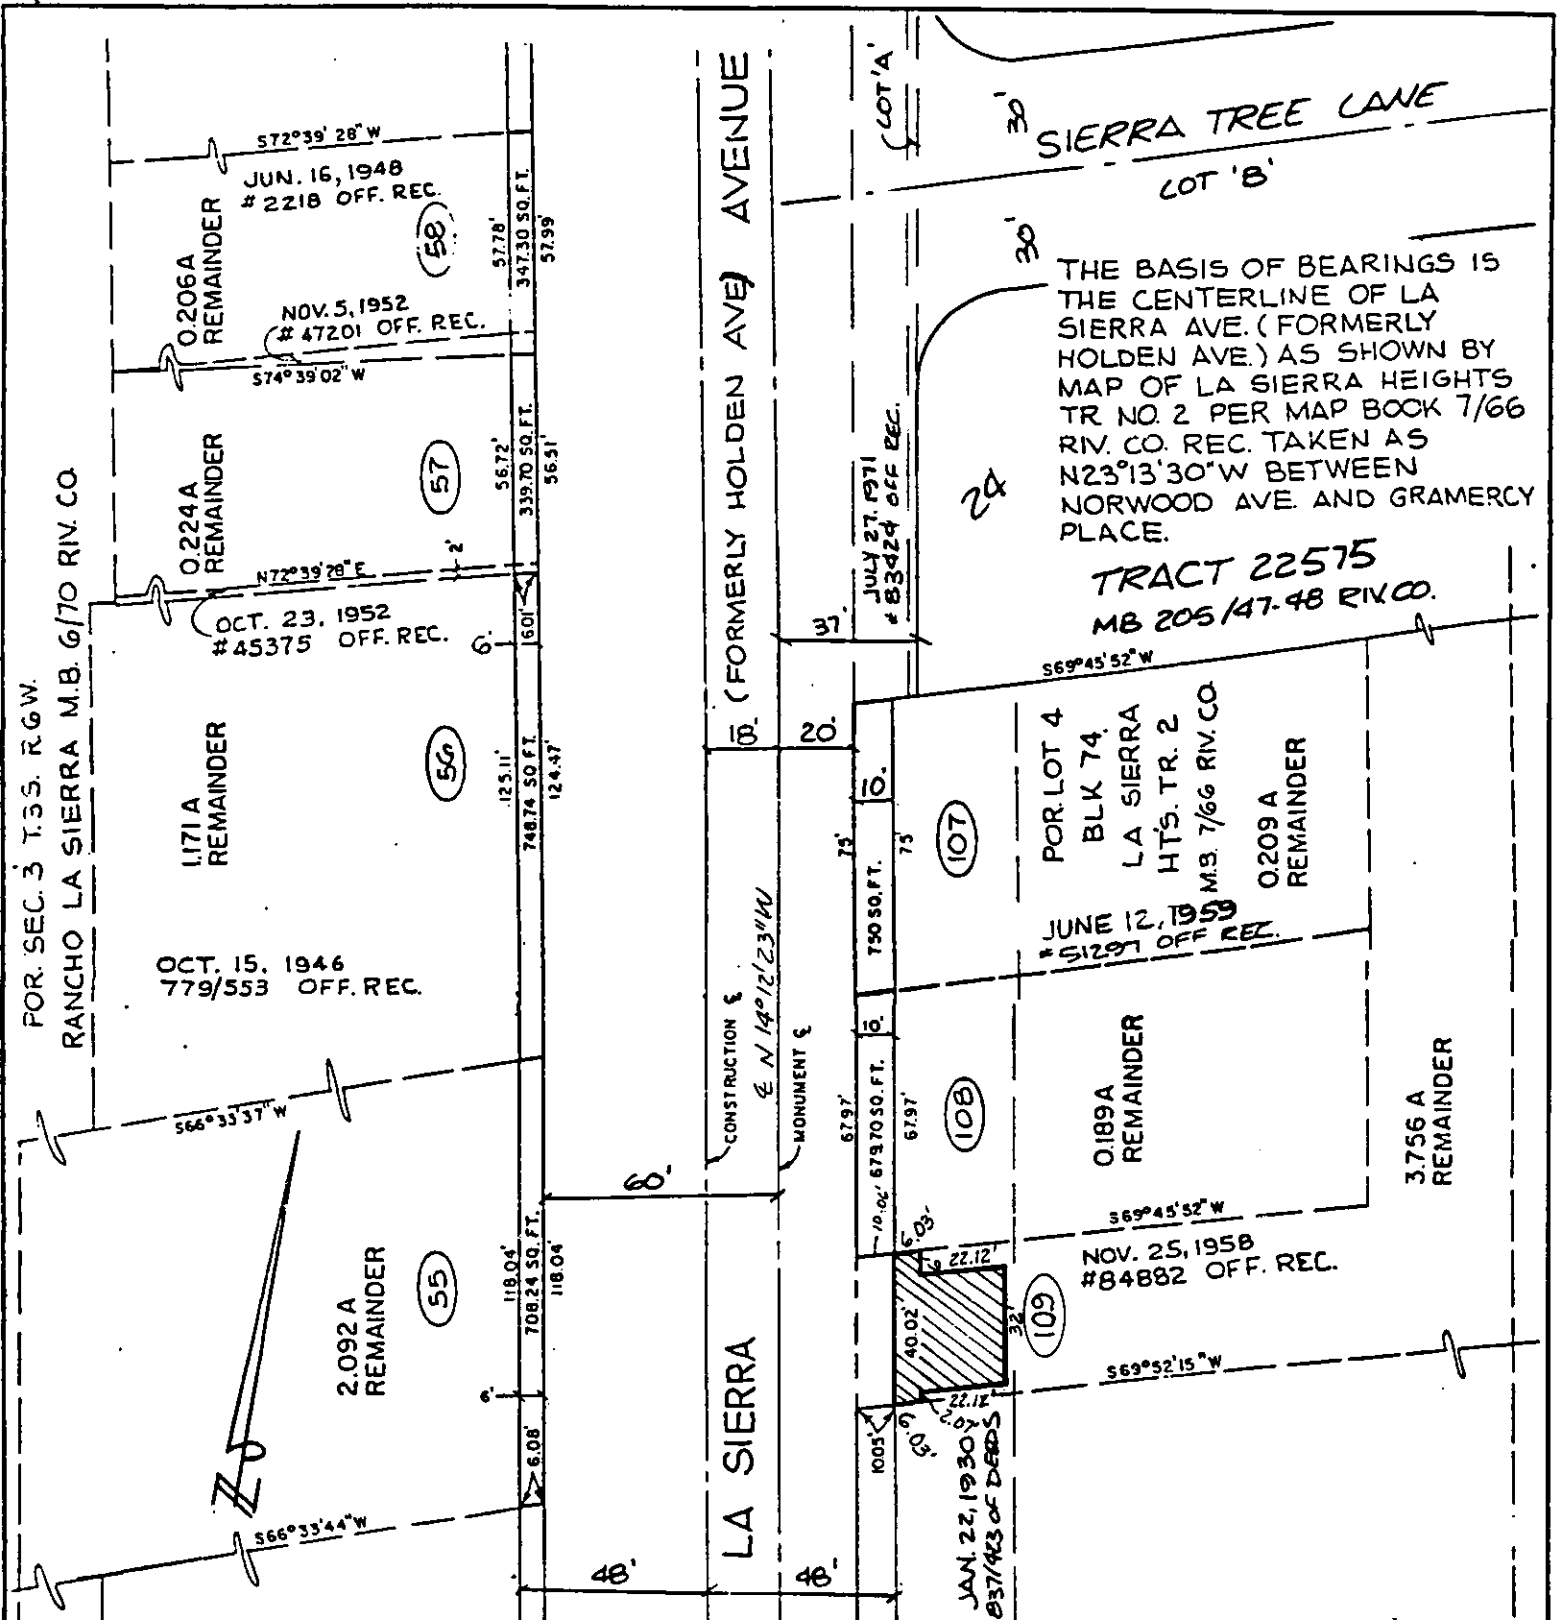 POR. SEC. 3 T.3S. R.6W.
RANCHO LA SIERRA M.B. 6/70 RIV. CO.
S72°39'28"W
JUN. 16, 1948
#2218 OFF. REC.
0.206A
REMAINDER
58
57.78'
347.30 SQ. FT.
57.99'
NOV. 5, 1952
#47201 OFF. REC.
S74°39'02"W
0.224A
REMAINDER
57
56.72'
339.70 SQ. FT.
56.51'
N72°39'28"E
2'
OCT. 23, 1952
#45375 OFF. REC.
6'
6.01'
1.171 A
REMAINDER
56
125.11'
748.74 SQ FT.
124.47'
OCT. 15, 1946
779/553 OFF. REC.
S66°33'37"W
2.092 A
REMAINDER
55
118.04'
708.24 SQ. FT.
118.04'
6'
6.08'
N
S66°33'44"W
LA SIERRA (FORMERLY HOLDEN AVE) AVENUE
18'
20'
37'
CONSTRUCTION ℄
℄ N 14°12'23"W
MONUMENT ℄
60'
48'
48'
LOT 'A'
30'
SIERRA TREE LANE
LOT 'B'
30'
THE BASIS OF BEARINGS IS
THE CENTERLINE OF LA
SIERRA AVE. (FORMERLY
HOLDEN AVE.) AS SHOWN BY
MAP OF LA SIERRA HEIGHTS
TR NO. 2 PER MAP BOOK 7/66
RIV. CO. REC. TAKEN AS
N23°13'30"W BETWEEN
NORWOOD AVE. AND GRAMERCY
PLACE.
JULY 27, 1971
#83424 OFF REC.
24
TRACT 22575
MB 205/47-48 RIV. CO.
S69°45'52"W
10.
75'
750 SQ. FT.
75'
107
POR. LOT 4
BLK 74,
LA SIERRA
HT'S. TR. 2
M.B. 7/66 RIV. CO.
0.209 A
REMAINDER
JUNE 12, 1959
#51297 OFF REC.
10.
67.97'
679.70 SQ. FT.
67.97'
10.06'
108
0.189 A
REMAINDER
3.756 A
REMAINDER
S69°45'52"W
6.03'
6'
22.12'
NOV. 25, 1958
#84882 OFF. REC.
40.02'
32'
109
S69°52'15"W
22.12'
2.07'
6.03'
10.05'
JAN. 22, 1930
837/423 OF DEEDS